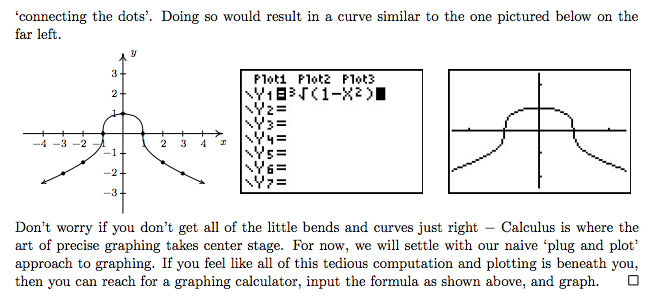 'connecting the dots'. Doing so would result in a curve similar to the one pictured below on the
far left.
y
3
2
1
−4 −3 −2 −1 1 2 3 4 x
−1
−2
−3
Plot1 Plot2 Plot3
\Y1=³√(1-X²)
\Y2=
\Y3=
\Y4=
\Y5=
\Y6=
\Y7=
Don't worry if you don't get all of the little bends and curves just right − Calculus is where the
art of precise graphing takes center stage. For now, we will settle with our naive 'plug and plot'
approach to graphing. If you feel like all of this tedious computation and plotting is beneath you,
then you can reach for a graphing calculator, input the formula as shown above, and graph. □